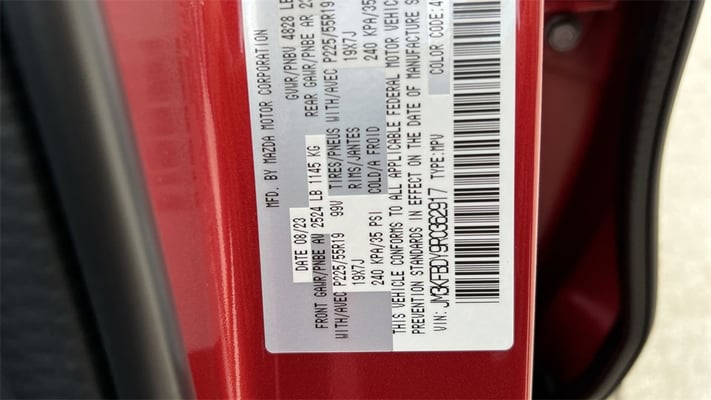 MFD. BY MAZDA MOTOR CORPORATION
DATE 08/23
GVWR/PNBV 4828 LB
FRONT GAWR/PNBE AV 2524 LB 1145 KG
REAR GAWR/PNBE AR
WITH/AVEC P225/55R19 99V TIRES/PNEUS WITH/AVEC P225/55R19
19X7J RIMS/JANTES 19X7J
240 KPA/35 PSI COLD/A FROID 240 KPA/35
THIS VEHICLE CONFORMS TO ALL APPLICABLE FEDERAL MOTOR
PREVENTION STANDARDS IN EFFECT ON THE DATE OF MANUFACTURE
VIN: JM3KFBDY9R0362917 TYPE: MPV
COLOR CODE:4